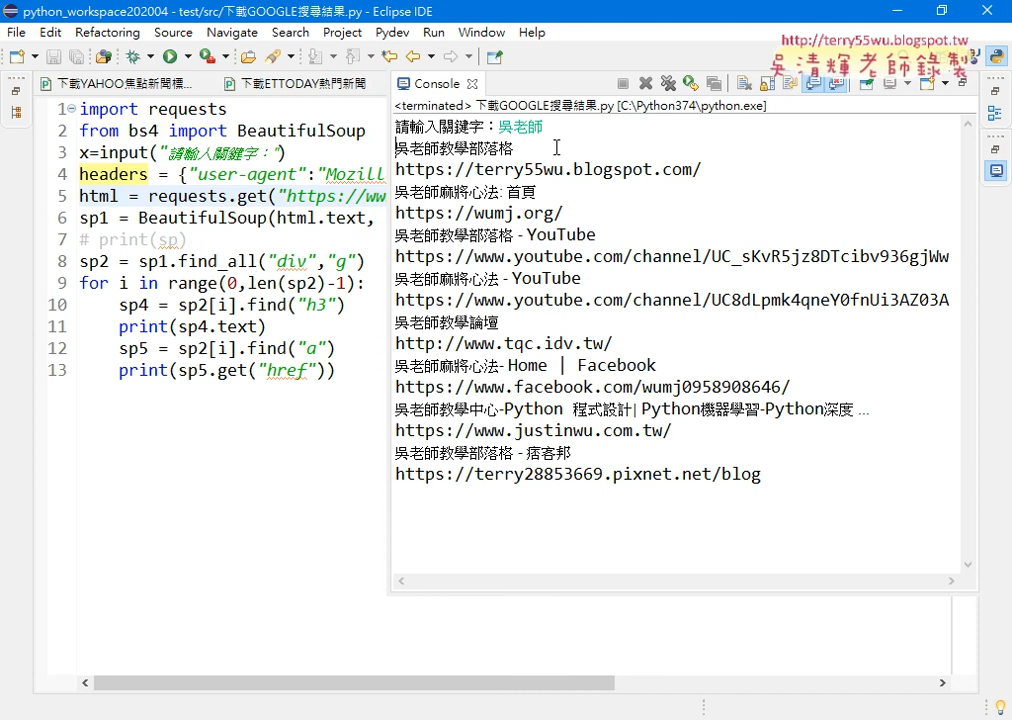 python_workspace202004 - test/src/下載GOOGLE搜尋結果.py - Eclipse IDE
File Edit Refactoring Source Navigate Search Project Pydev Run Window Help
http://terry55wu.blogspot.tw
吳清輝老師錄製
下載YAHOO焦點新聞標... 下載ETTODAY熱門新聞 Console
<terminated> 下載GOOGLE搜尋結果.py [C:\Python374\python.exe]
1 import requests
2 from bs4 import BeautifulSoup
3 x=input("請輸入關鍵字：")
4 headers = {"user-agent":"Mozill
5 html = requests.get("https://ww
6 sp1 = BeautifulSoup(html.text,
7 # print(sp)
8 sp2 = sp1.find_all("div","g")
9 for i in range(0,len(sp2)-1):
10 sp4 = sp2[i].find("h3")
11 print(sp4.text)
12 sp5 = sp2[i].find("a")
13 print(sp5.get("href"))
請輸入關鍵字：吳老師
吳老師教學部落格
https://terry55wu.blogspot.com/
吳老師麻將心法: 首頁
https://wumj.org/
吳老師教學部落格 - YouTube
https://www.youtube.com/channel/UC_sKvR5jz8DTcibv936gjWw
吳老師麻將心法 - YouTube
https://www.youtube.com/channel/UC8dLpmk4qneY0fnUi3AZ03A
吳老師教學論壇
http://www.tqc.idv.tw/
吳老師麻將心法- Home | Facebook
https://www.facebook.com/wumj0958908646/
吳老師教學中心-Python 程式設計| Python機器學習-Python深度 ...
https://www.justinwu.com.tw/
吳老師教學部落格 - 痞客邦
https://terry28853669.pixnet.net/blog